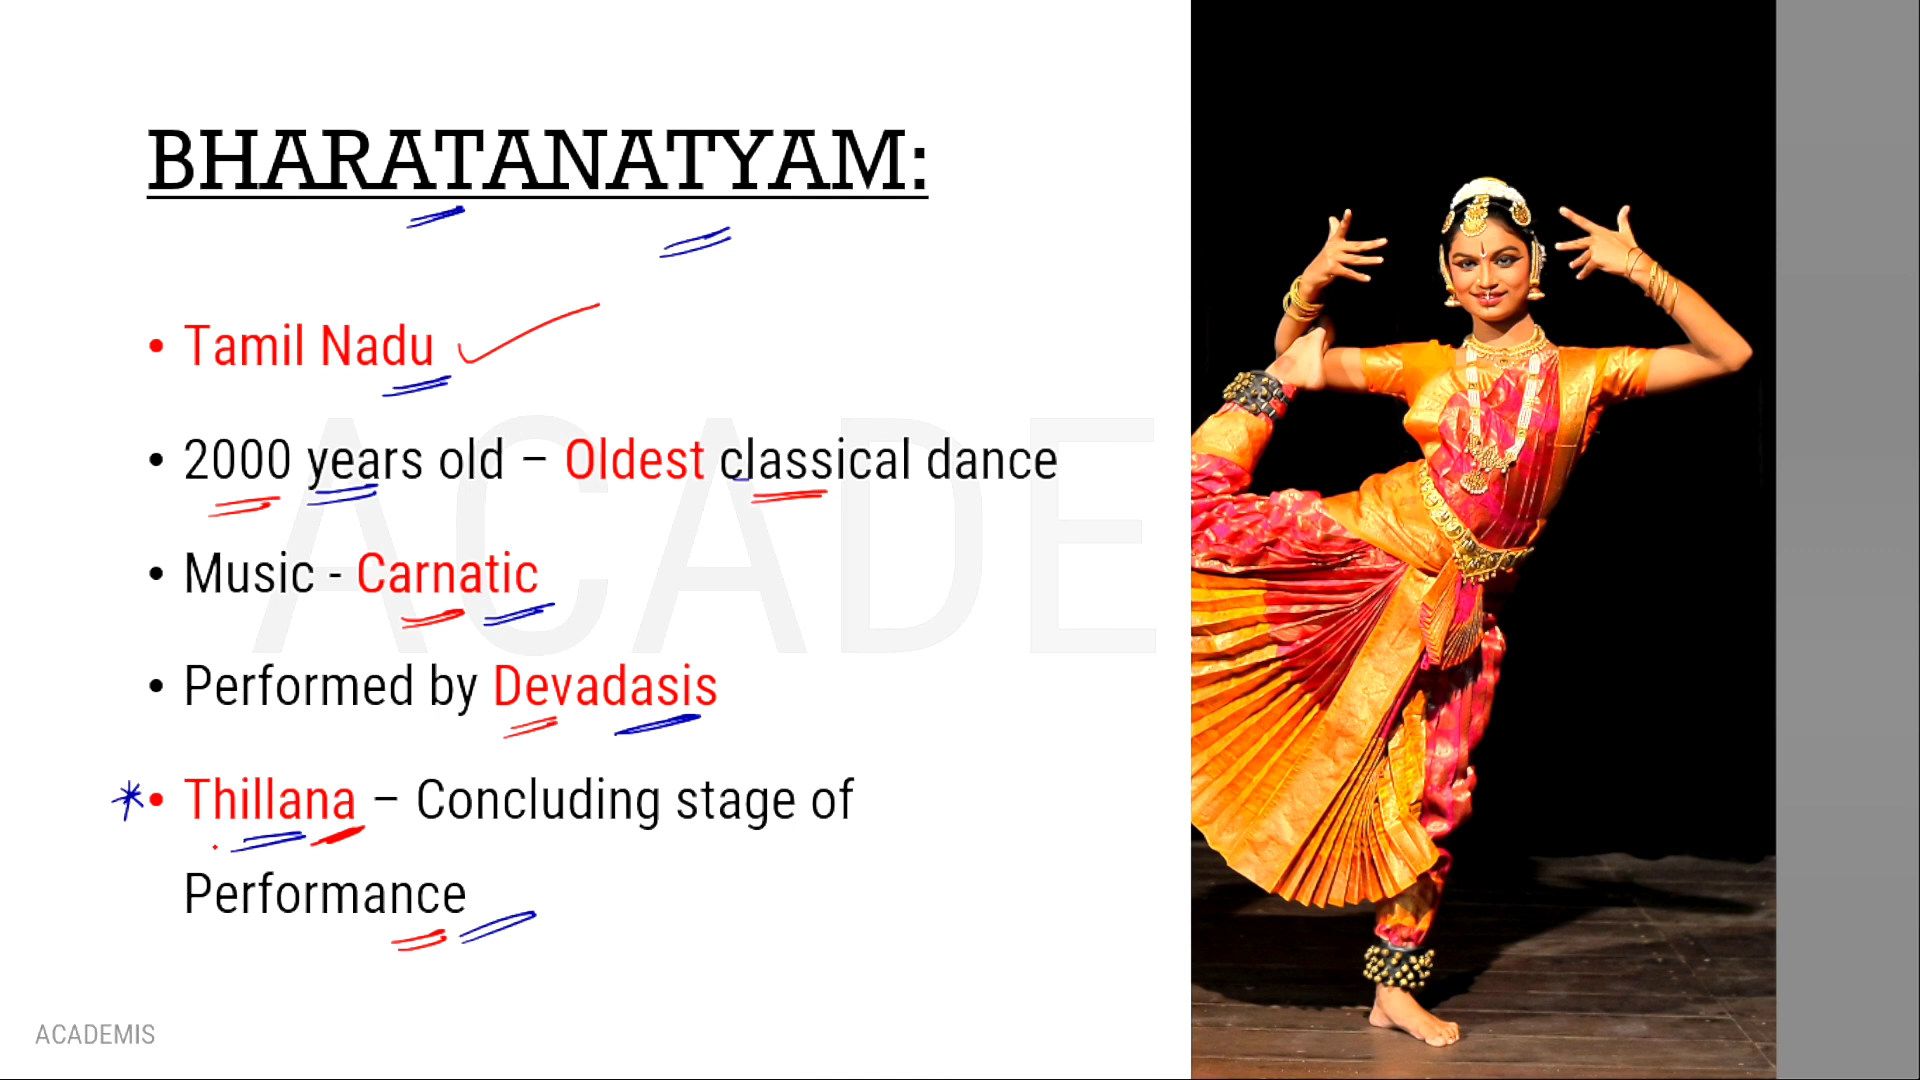 BHARATANATYAM:
• Tamil Nadu
• 2000 years old – Oldest classical dance
• Music - Carnatic
• Performed by Devadasis
• Thillana – Concluding stage of
Performance
ACADE
ACADEMIS